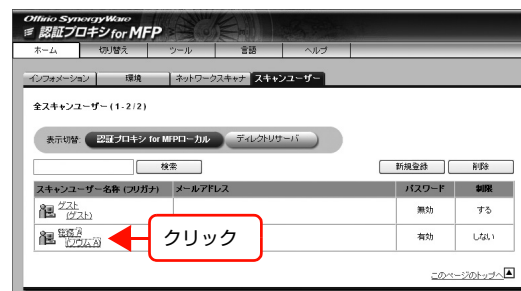 Offirio SynergyWare
認証プロキシ for MFP
ホーム 切り替え ツール 言語 ヘルプ
インフォメーション 環境 ネットワークスキャナ スキャンユーザー
全スキャンユーザー (1-2/2)
表示切替: 認証プロキシ for MFPローカル ディレクトリサーバ
検索 新規登録 削除
スキャンユーザー名称 (フリガナ) メールアドレス パスワード 制限
ゲスト
(ゲスト) 無効 する
総務A
(ソウムA) 有効 しない
クリック
このページのトップへ